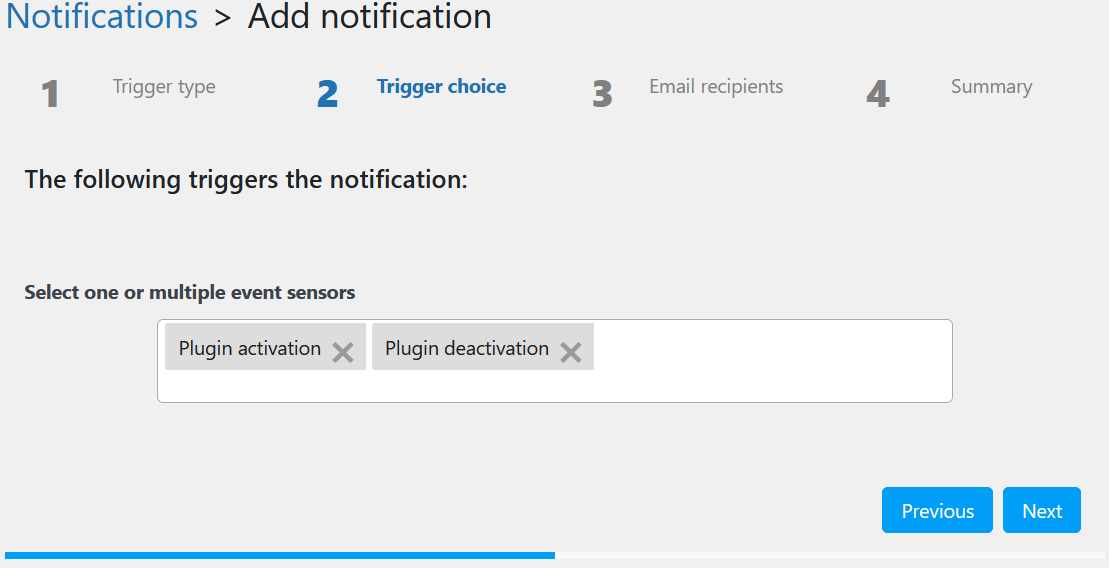 Notifications > Add notification
1 Trigger type 2 Trigger choice 3 Email recipients 4 Summary
The following triggers the notification:
Select one or multiple event sensors
Plugin activation Plugin deactivation
Previous Next